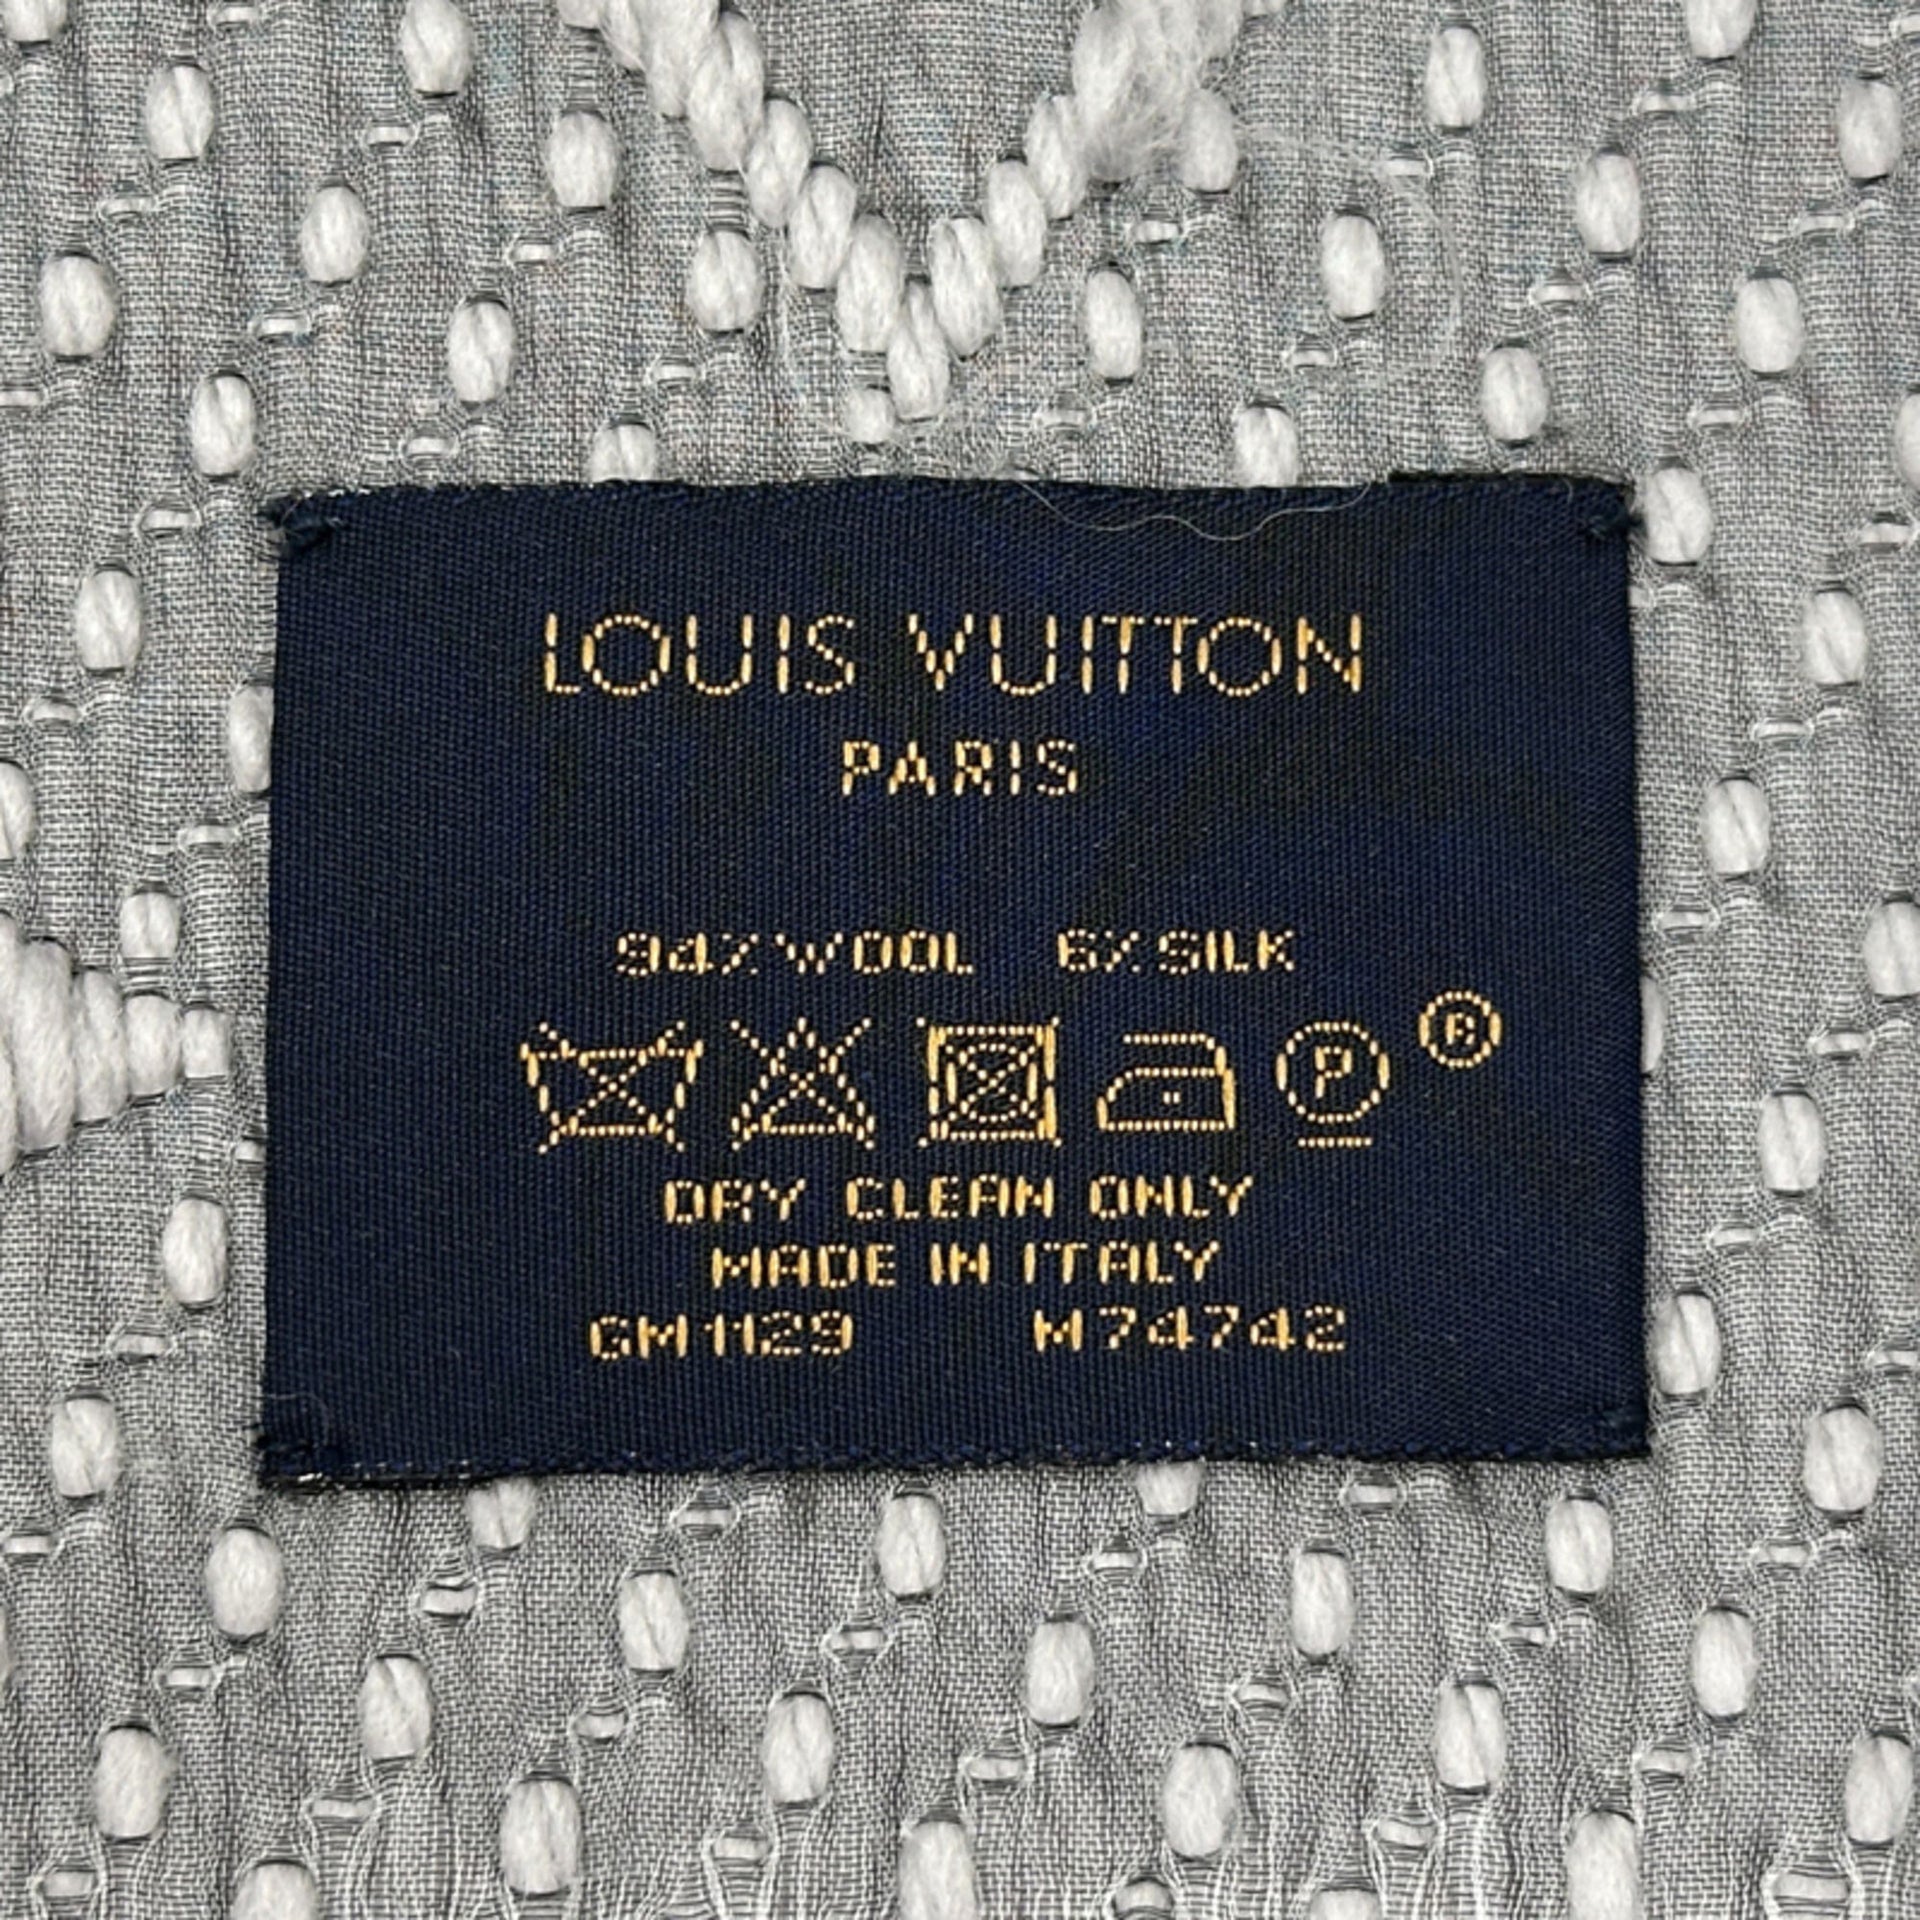 LOUIS VUITTON
PARIS
94% WOOL 6% SILK
P ®
DRY CLEAN ONLY
MADE IN ITALY
GM1129 M74742